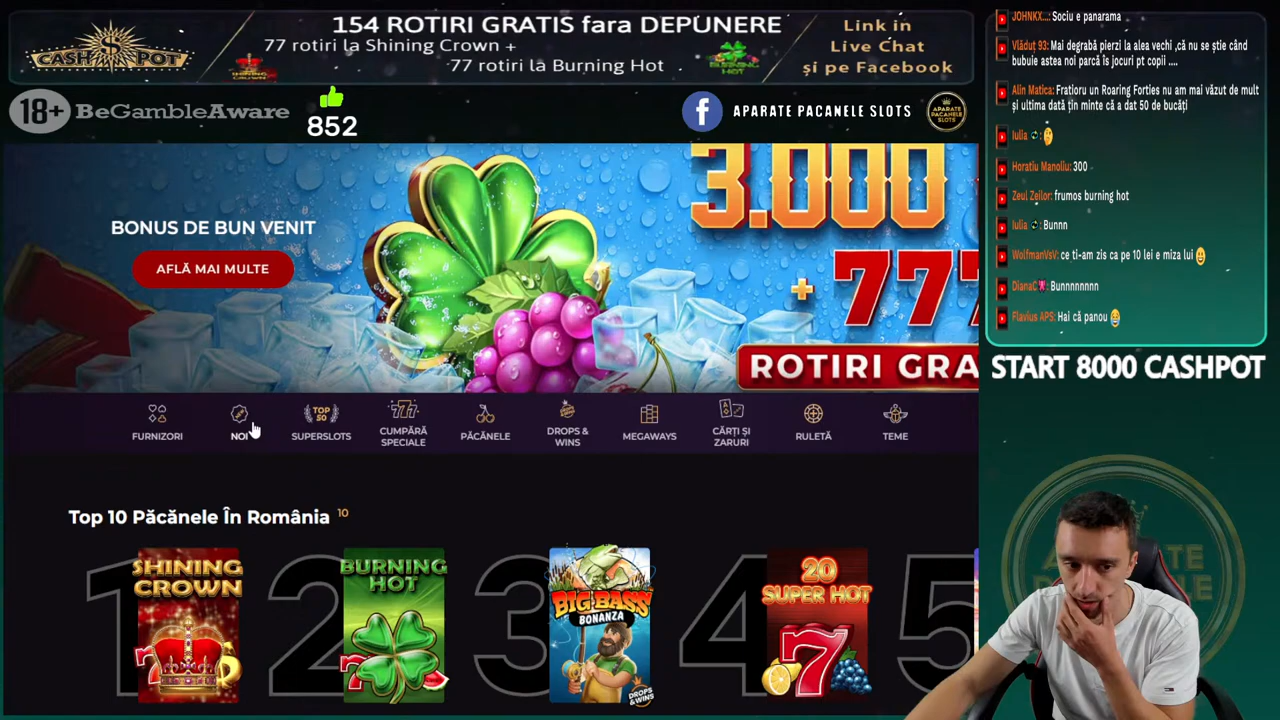 CASH POT
154 ROTIRI GRATIS fara DEPUNERE
77 rotiri la Shining Crown +
77 rotiri la Burning Hot
Link in
Live Chat
și pe Facebook
18+ BeGambleAware
852
APARATE PACANELE SLOTS
APARATE
PACANELE
SLOTS
BONUS DE BUN VENIT
AFLĂ MAI MULTE
3.000
+ 777
ROTIRI GRA
FURNIZORI
NOI
TOP
50
SUPERSLOTS
CUMPĂRĂ
SPECIALE
PĂCĂNELE
DROPS &
WINS
MEGAWAYS
CĂRȚI ȘI
ZARURI
RULETĂ
TEME
Top 10 Păcănele În România 10
1
SHINING
CROWN
2
BURNING
HOT
3
BIG BASS
BONANZA
DROPS
& WINS
4
20
SUPER HOT
5
JOHNKX...: Sociu e panarama
Vlăduț 93: Mai degrabă pierzi la alea vechi ,că nu se știe când
bubuie astea noi parcă îs jocuri pt copii ....
Alin Matica: Fratioru un Roaring Forties nu am mai văzut de mult
și ultima dată țin minte că a dat 50 de bucăți
Iulia :
Horatiu Manoliu: 300
Zeul Zeilor: frumos burning hot
Iulia : Bunnn
WolfmanVsV: ce ti-am zis ca pe 10 lei e miza lui
DianaC : Bunnnnnnnn
Flavius APS: Hai că panou
START 8000 CASHPOT